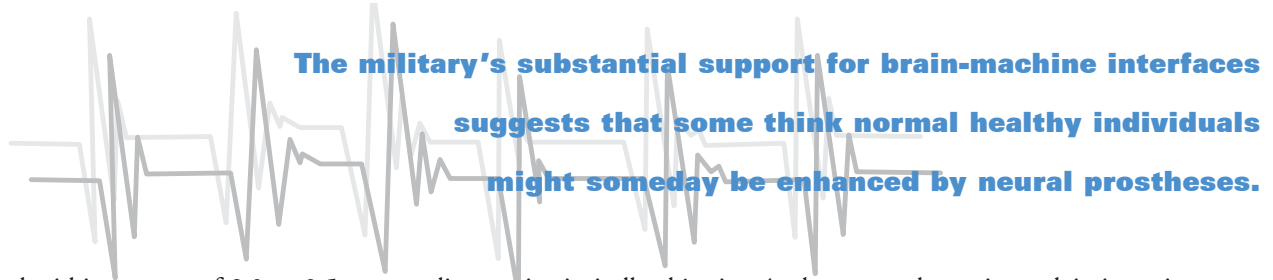 The military's substantial support for brain-machine interfaces
suggests that some think normal healthy individuals
might someday be enhanced by neural prostheses.